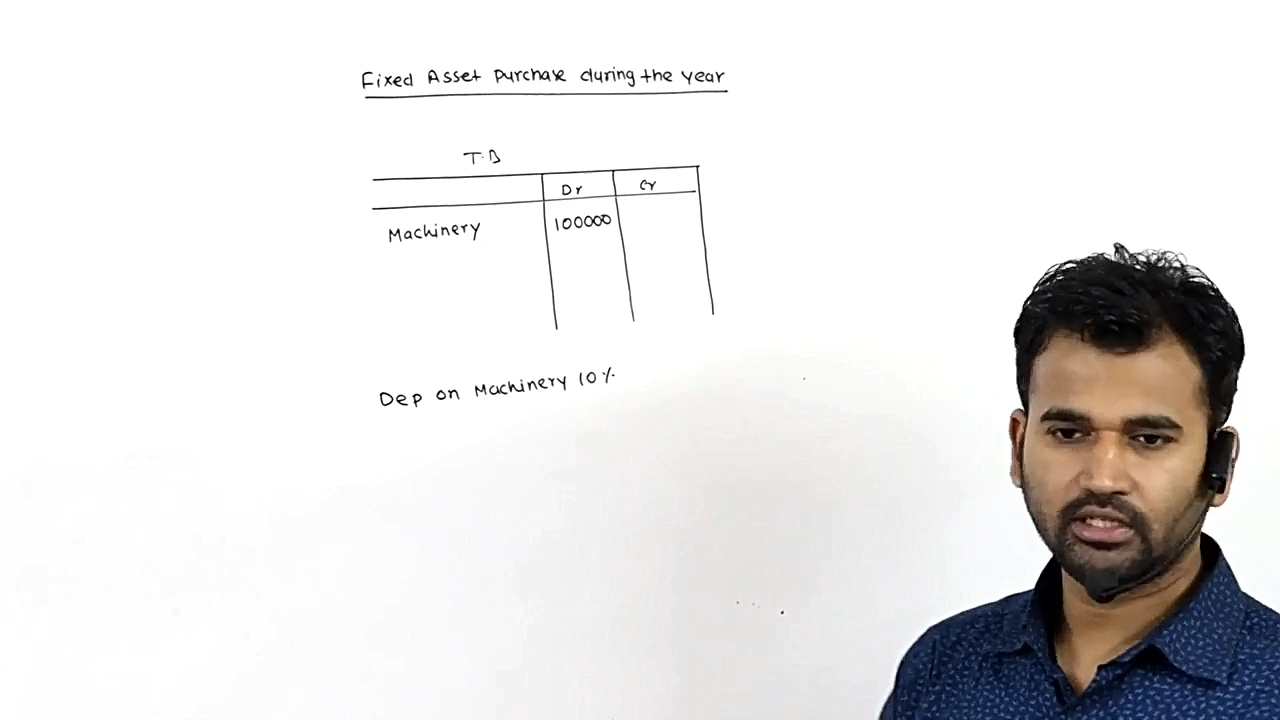 Fixed Asset Purchase during the year
T.B
Dr Cr
Machinery 100000
Dep on Machinery 10%